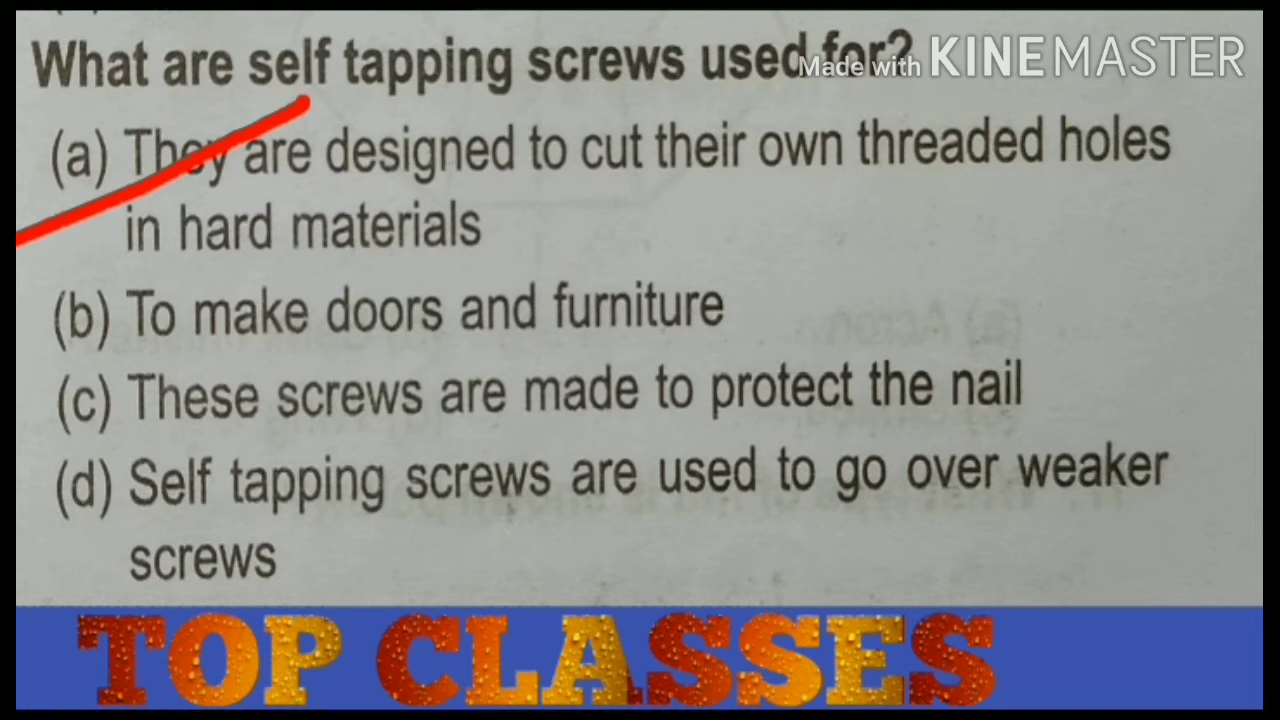 What are self tapping screws used for?
Made with KINEMASTER
(a) They are designed to cut their own threaded holes
in hard materials
(b) To make doors and furniture
(c) These screws are made to protect the nail
(d) Self tapping screws are used to go over weaker
screws
TOP CLASSES